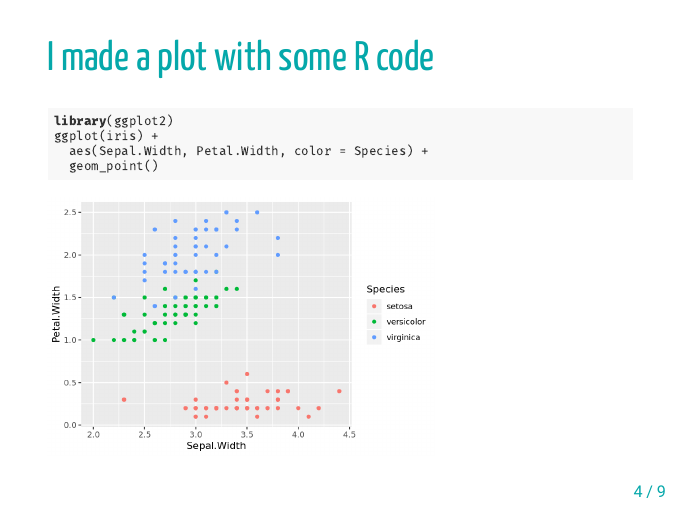 I made a plot with some R code
library(ggplot2)
ggplot(iris) +
  aes(Sepal.Width, Petal.Width, color = Species) +
  geom_point()
2.5
2.0
1.5
1.0
0.5
0.0
Petal.Width
2.0 2.5 3.0 3.5 4.0 4.5
Sepal.Width
Species
setosa
versicolor
virginica
4 / 9